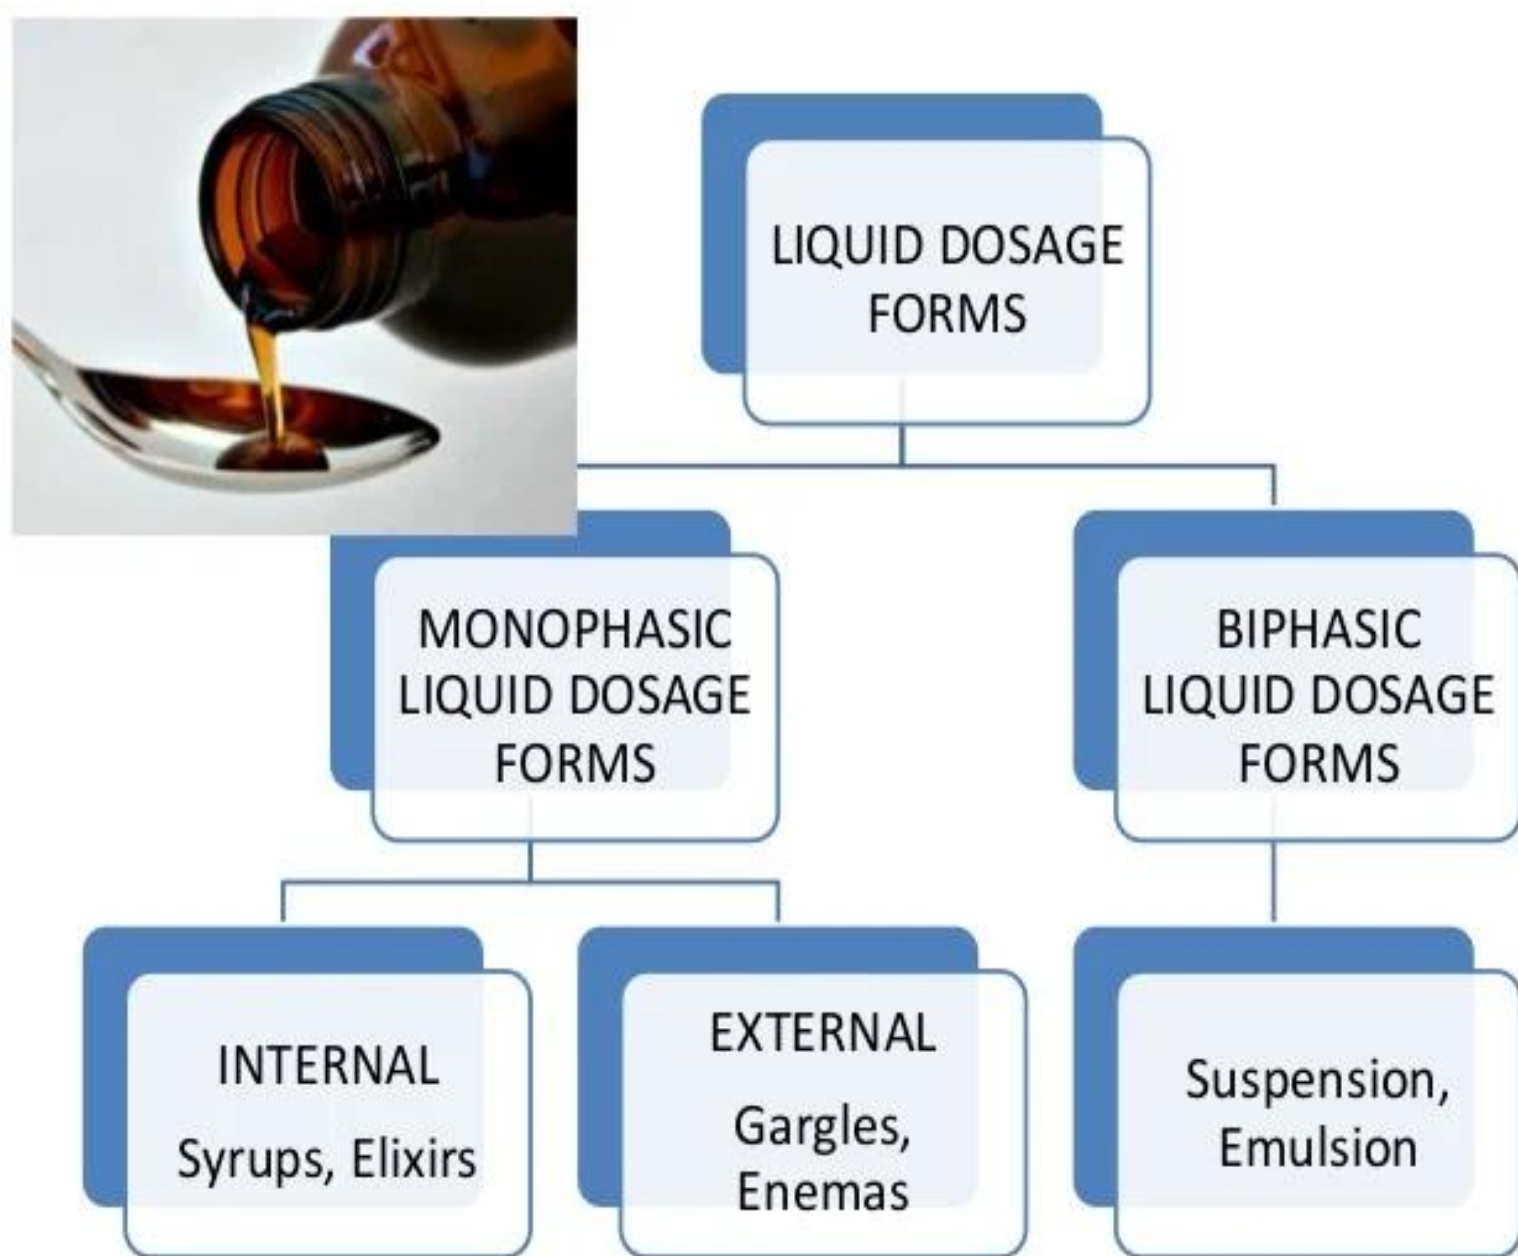 LIQUID DOSAGE
FORMS
MONOPHASIC
LIQUID DOSAGE
FORMS
BIPHASIC
LIQUID DOSAGE
FORMS
INTERNAL
Syrups, Elixirs
EXTERNAL
Gargles,
Enemas
Suspension,
Emulsion